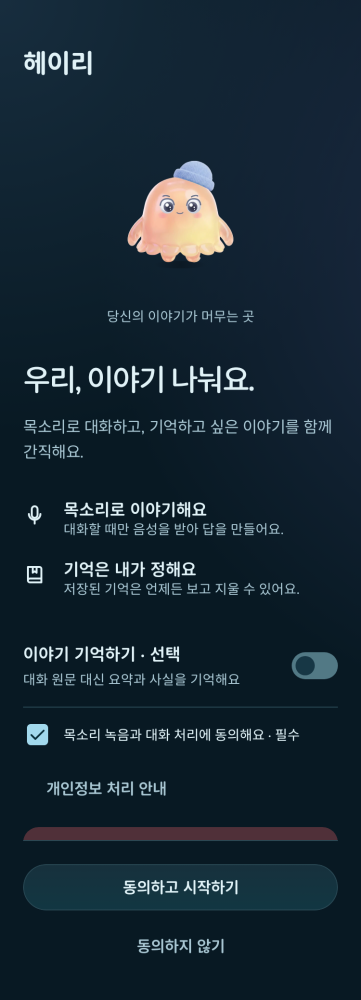 헤이리
당신의 이야기가 머무는 곳
우리, 이야기 나눠요.
목소리로 대화하고, 기억하고 싶은 이야기를 함께
간직해요.
목소리로 이야기해요
대화할 때만 음성을 받아 답을 만들어요.
기억은 내가 정해요
저장된 기억은 언제든 보고 지울 수 있어요.
이야기 기억하기 · 선택
대화 원문 대신 요약과 사실을 기억해요
목소리 녹음과 대화 처리에 동의해요 · 필수
개인정보 처리 안내
동의하고 시작하기
동의하지 않기